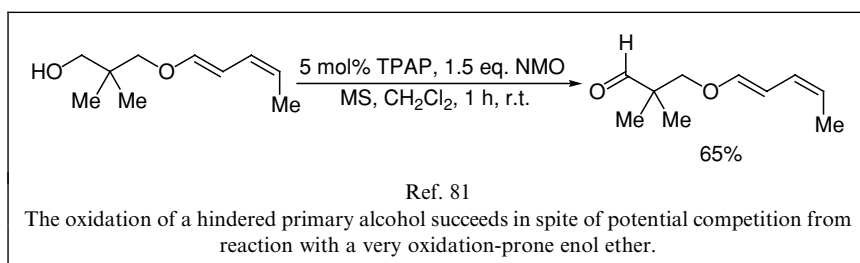 HO
Me Me
O
Me
5 mol% TPAP, 1.5 eq. NMO
MS, CH2Cl2, 1 h, r.t.
H
O
Me Me
O
Me
65%
Ref. 81
The oxidation of a hindered primary alcohol succeeds in spite of potential competition from
reaction with a very oxidation-prone enol ether.